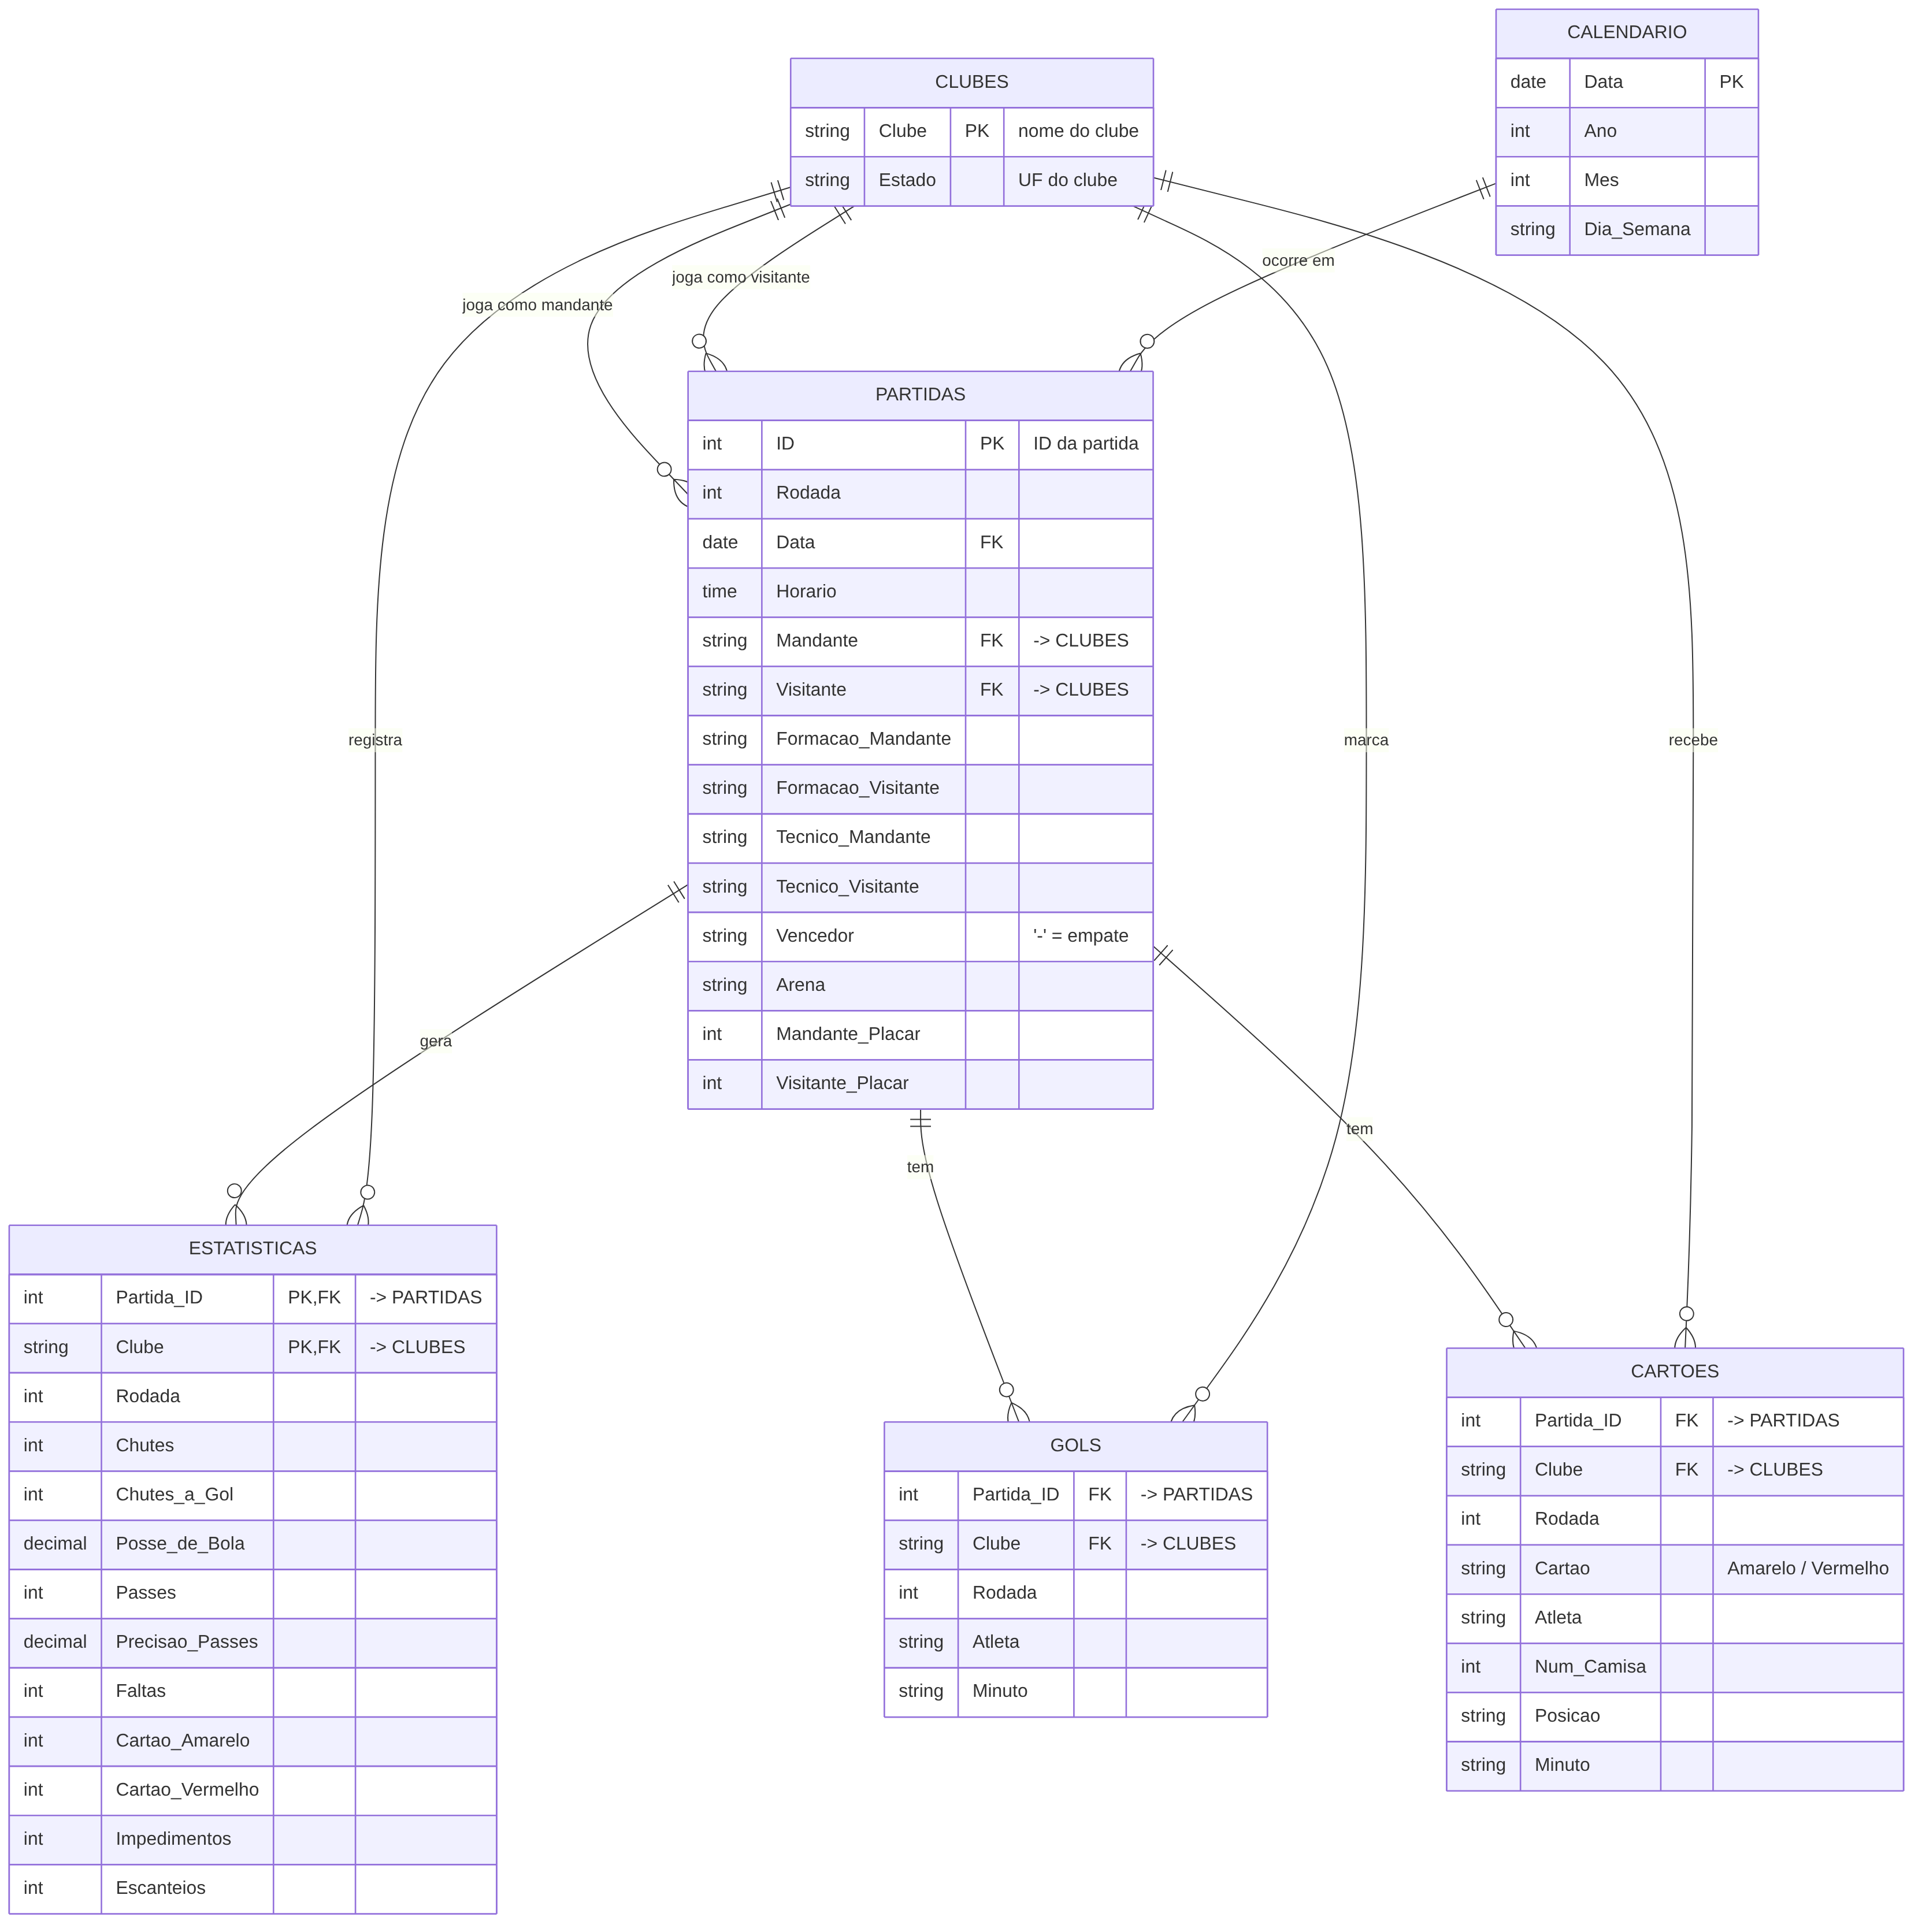 CALENDARIO
date Data PK
int Ano
int Mes
string Dia_Semana
CLUBES
string Clube PK nome do clube
string Estado UF do clube
ocorre em
joga como visitante
joga como mandante
PARTIDAS
int ID PK ID da partida
int Rodada
date Data FK
time Horario
string Mandante FK -> CLUBES
string Visitante FK -> CLUBES
string Formacao_Mandante
string Formacao_Visitante
string Tecnico_Mandante
string Tecnico_Visitante
string Vencedor '-' = empate
string Arena
int Mandante_Placar
int Visitante_Placar
registra
marca
recebe
gera
tem
tem
ESTATISTICAS
int Partida_ID PK,FK -> PARTIDAS
string Clube PK,FK -> CLUBES
int Rodada
int Chutes
int Chutes_a_Gol
decimal Posse_de_Bola
int Passes
decimal Precisao_Passes
int Faltas
int Cartao_Amarelo
int Cartao_Vermelho
int Impedimentos
int Escanteios
GOLS
int Partida_ID FK -> PARTIDAS
string Clube FK -> CLUBES
int Rodada
string Atleta
string Minuto
CARTOES
int Partida_ID FK -> PARTIDAS
string Clube FK -> CLUBES
int Rodada
string Cartao Amarelo / Vermelho
string Atleta
int Num_Camisa
string Posicao
string Minuto